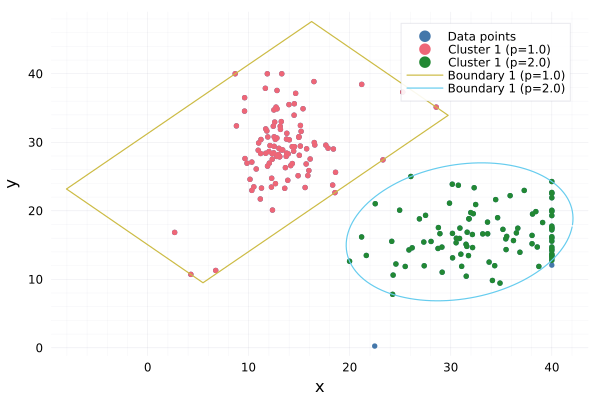 Data points
Cluster 1 (p=1.0)
Cluster 1 (p=2.0)
Boundary 1 (p=1.0)
Boundary 1 (p=2.0)
40
30
20
10
0
y
0 10 20 30 40
x